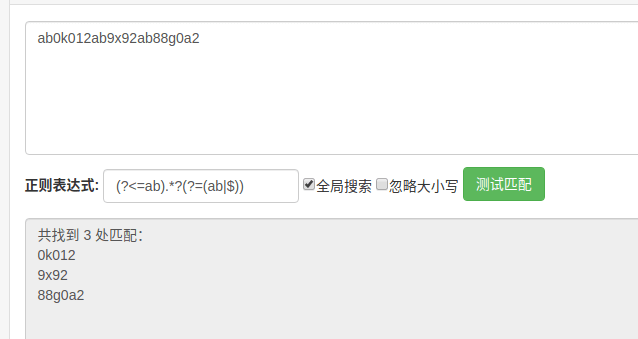 ab0k012ab9x92ab88g0a2
正则表达式: (?<=ab).*?(?=(ab|$)) 全局搜索 忽略大小写 测试匹配
共找到 3 处匹配：
0k012
9x92
88g0a2